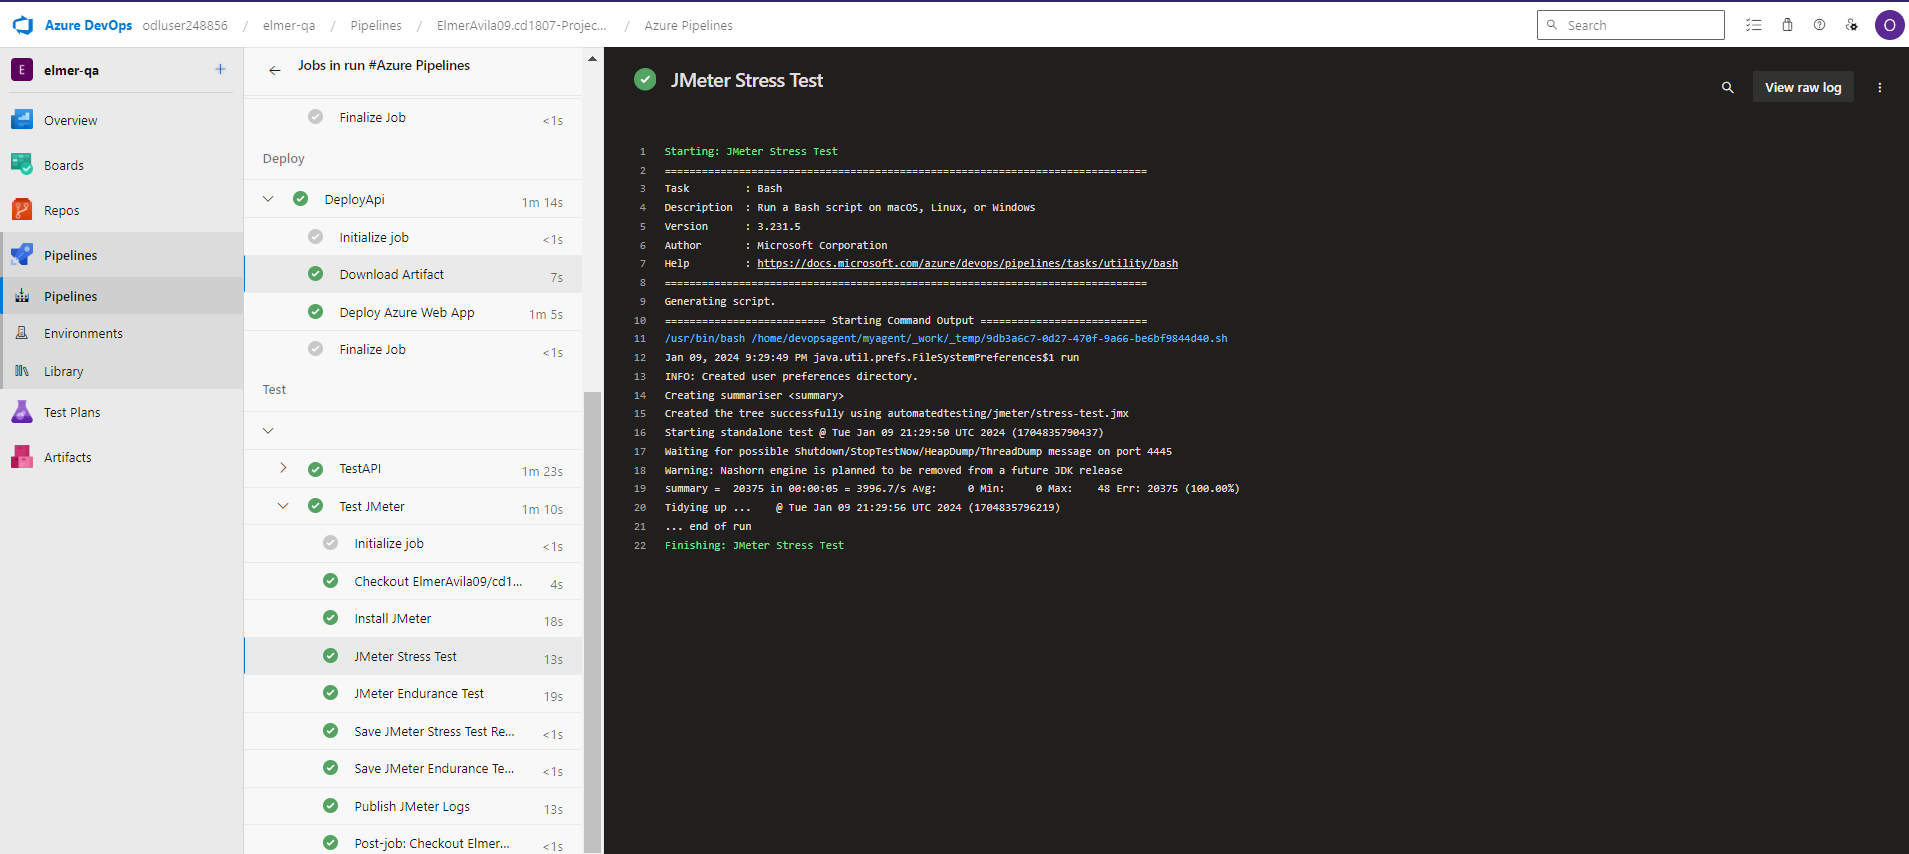 Azure DevOps odluser248856 / elmer-qa / Pipelines / ElmerAvila09.cd1807-Projec... / Azure Pipelines
Search
O
E elmer-qa +
Overview
Boards
Repos
Pipelines
Pipelines
Environments
Library
Test Plans
Artifacts
Jobs in run #Azure Pipelines
Finalize Job <1s
Deploy
DeployApi 1m 14s
Initialize job <1s
Download Artifact 7s
Deploy Azure Web App 1m 5s
Finalize Job <1s
Test
TestAPI 1m 23s
Test JMeter 1m 10s
Initialize job <1s
Checkout ElmerAvila09/cd1... 4s
Install JMeter 18s
JMeter Stress Test 13s
JMeter Endurance Test 19s
Save JMeter Stress Test Re... <1s
Save JMeter Endurance Te... <1s
Publish JMeter Logs 13s
Post-job: Checkout Elmer... <1s
JMeter Stress Test
View raw log
1 Starting: JMeter Stress Test
2 ==============================================================================
3 Task : Bash
4 Description : Run a Bash script on macOS, Linux, or Windows
5 Version : 3.231.5
6 Author : Microsoft Corporation
7 Help : https://docs.microsoft.com/azure/devops/pipelines/tasks/utility/bash
8 ==============================================================================
9 Generating script.
10 ========================== Starting Command Output ===========================
11 /usr/bin/bash /home/devopsagent/myagent/_work/_temp/9db3a6c7-0d27-470f-9a66-be6bf9844d40.sh
12 Jan 09, 2024 9:29:49 PM java.util.prefs.FileSystemPreferences$1 run
13 INFO: Created user preferences directory.
14 Creating summariser <summary>
15 Created the tree successfully using automatedtesting/jmeter/stress-test.jmx
16 Starting standalone test @ Tue Jan 09 21:29:50 UTC 2024 (1704835790437)
17 Waiting for possible Shutdown/StopTestNow/HeapDump/ThreadDump message on port 4445
18 Warning: Nashorn engine is planned to be removed from a future JDK release
19 summary = 20375 in 00:00:05 = 3996.7/s Avg: 0 Min: 0 Max: 48 Err: 20375 (100.00%)
20 Tidying up ... @ Tue Jan 09 21:29:56 UTC 2024 (1704835796219)
21 ... end of run
22 Finishing: JMeter Stress Test